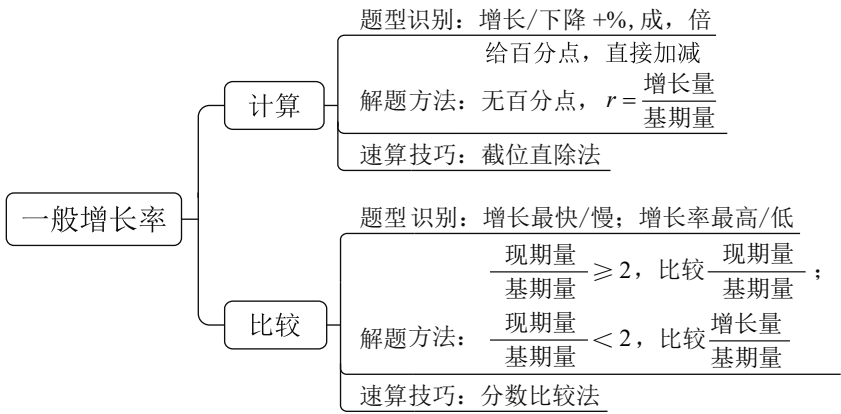 一般增长率
计算
题型识别：增长/下降 +%，成，倍
给百分点，直接加减
解题方法：无百分点，r=增长量/基期量
速算技巧：截位直除法
比较
题型识别：增长最快/慢；增长率最高/低
现期量/基期量≥2，比较现期量/基期量；
解题方法：现期量/基期量<2，比较增长量/基期量
速算技巧：分数比较法